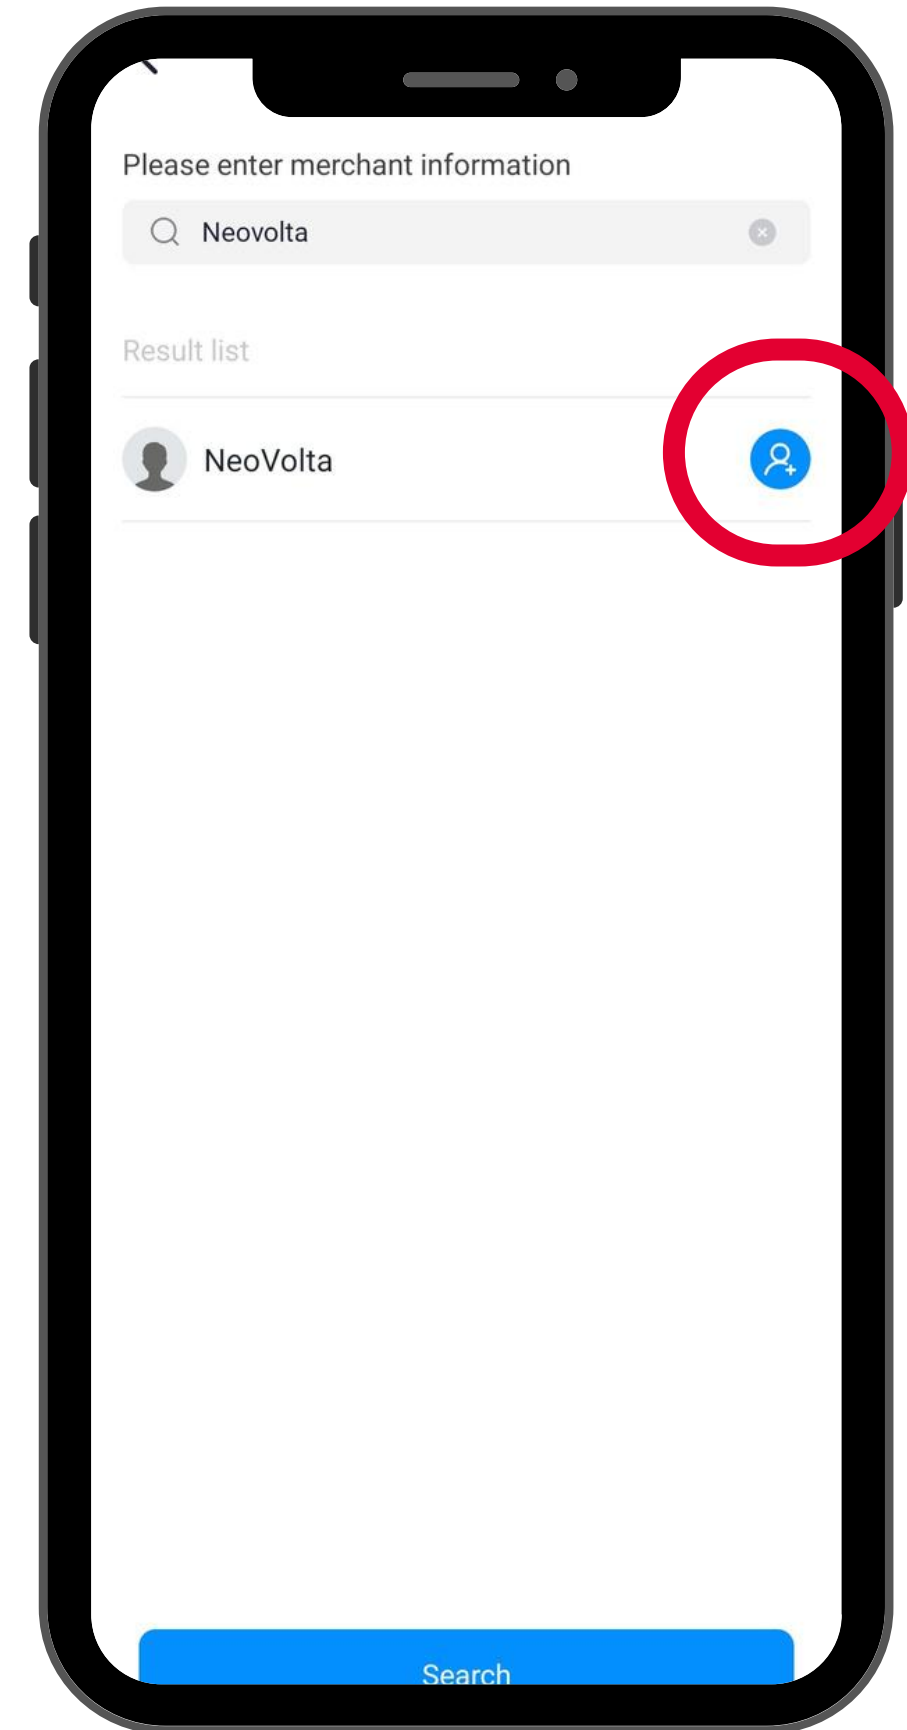 Please enter merchant information
Neovolta
Result list
NeoVolta
Search